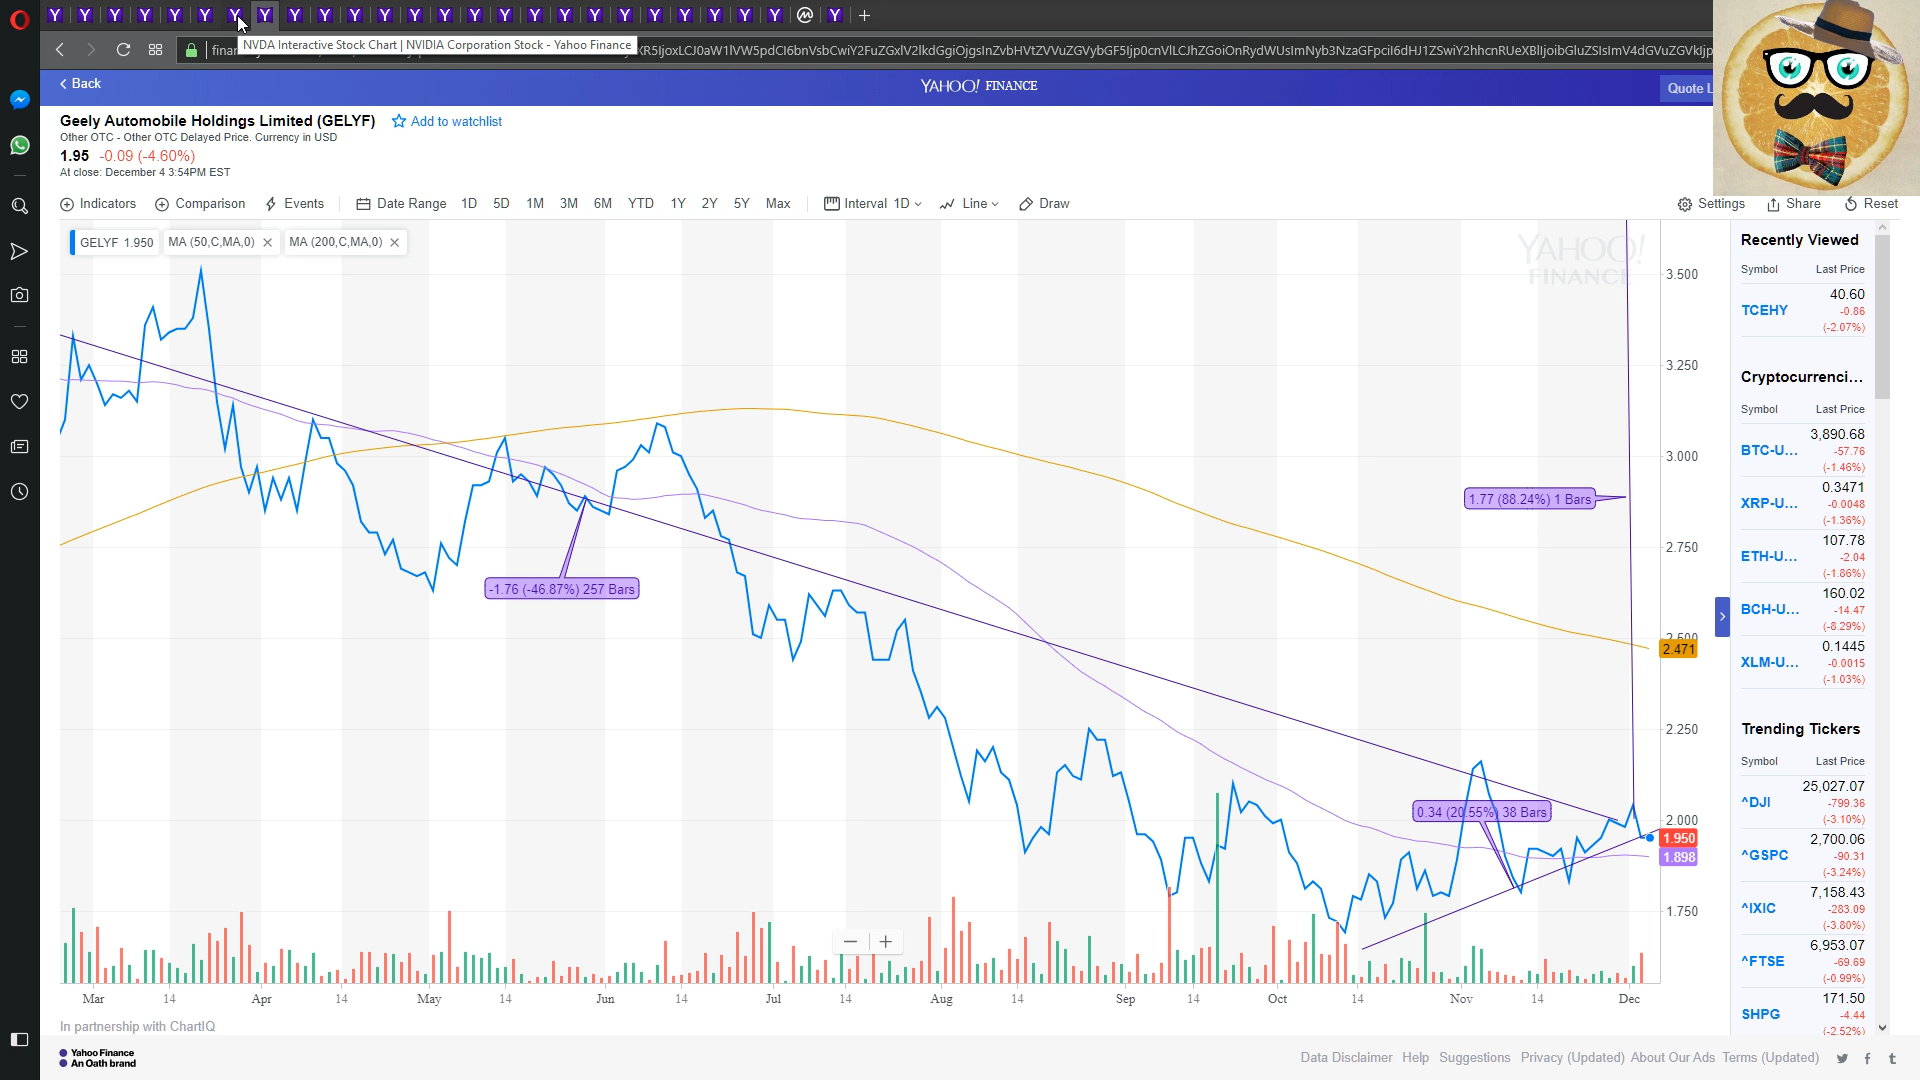 NVDA Interactive Stock Chart | NVIDIA Corporation Stock - Yahoo Finance
Back
YAHOO! FINANCE
Quote L
Geely Automobile Holdings Limited (GELYF)
Add to watchlist
Other OTC - Other OTC Delayed Price. Currency in USD
1.95 -0.09 (-4.60%)
At close: December 4 3:54PM EST
Indicators Comparison Events Date Range 1D 5D 1M 3M 6M YTD 1Y 2Y 5Y Max Interval 1D Line Draw Settings Share Reset
GELYF 1.950 MA (50,C,MA,0) MA (200,C,MA,0)
YAHOO!
FINANCE
3.500
3.250
3.000
2.750
2.500
2.471
2.250
2.000
1.950
1.898
1.750
1.77 (88.24%) 1 Bars
-1.76 (-46.87%) 257 Bars
0.34 (20.55%) 38 Bars
Mar 14 Apr 14 May 14 Jun 14 Jul 14 Aug 14 Sep 14 Oct 14 Nov 14 Dec
In partnership with ChartIQ
Recently Viewed
Symbol Last Price
TCEHY 40.60
-0.86
(-2.07%)
Cryptocurrenci...
Symbol Last Price
BTC-U... 3,890.68
-57.76
(-1.46%)
XRP-U... 0.3471
-0.0048
(-1.36%)
ETH-U... 107.78
-2.04
(-1.86%)
BCH-U... 160.02
-14.47
(-8.29%)
XLM-U... 0.1445
-0.0015
(-1.03%)
Trending Tickers
Symbol Last Price
^DJI 25,027.07
-799.36
(-3.10%)
^GSPC 2,700.06
-90.31
(-3.24%)
^IXIC 7,158.43
-283.09
(-3.80%)
^FTSE 6,953.07
-69.69
(-0.99%)
SHPG 171.50
-4.44
(-2.52%)
Yahoo Finance
An Oath brand
Data Disclaimer Help Suggestions Privacy (Updated) About Our Ads Terms (Updated)